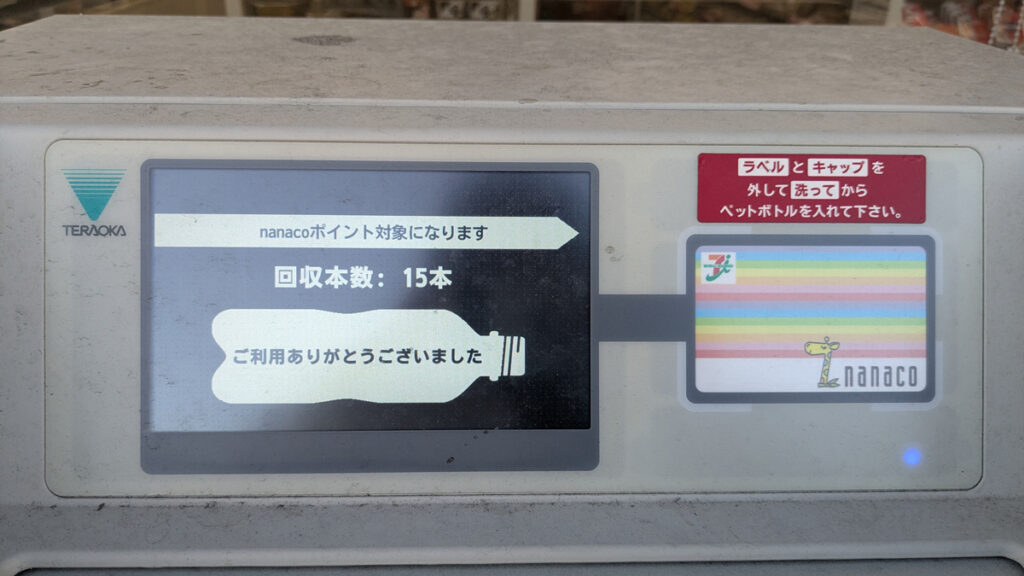 TERAOKA
nanacoポイント対象になります
回収本数: 15本
ご利用ありがとうございました
ラベルとキャップを
外して洗ってから
ペットボトルを入れて下さい。
nanaco